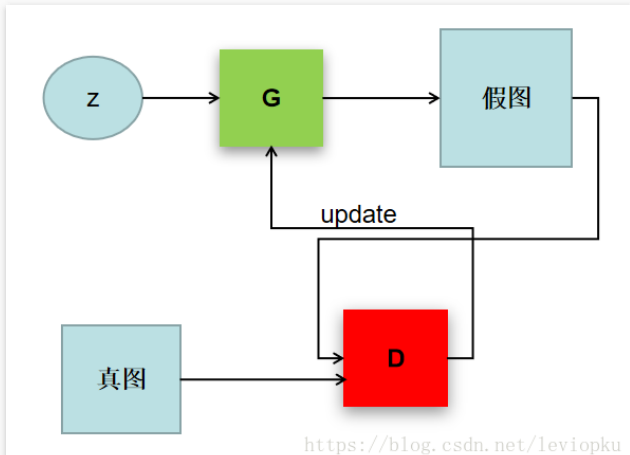 z
G
假图
update
真图
D
https://blog.csdn.net/leviopku